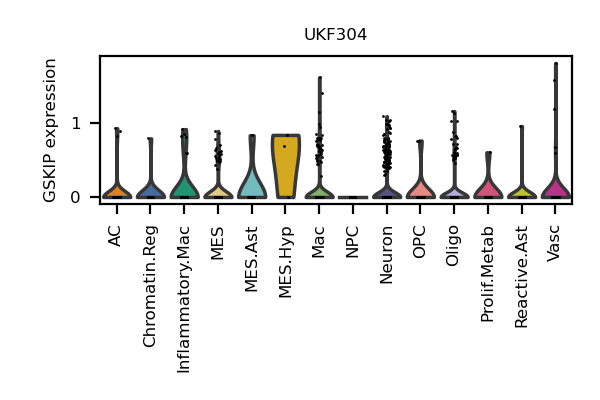 UKF304
GSKIP expression
1
0
AC
Chromatin.Reg
Inflammatory.Mac
MES
MES.Ast
MES.Hyp
Mac
NPC
Neuron
OPC
Oligo
Prolif.Metab
Reactive.Ast
Vasc